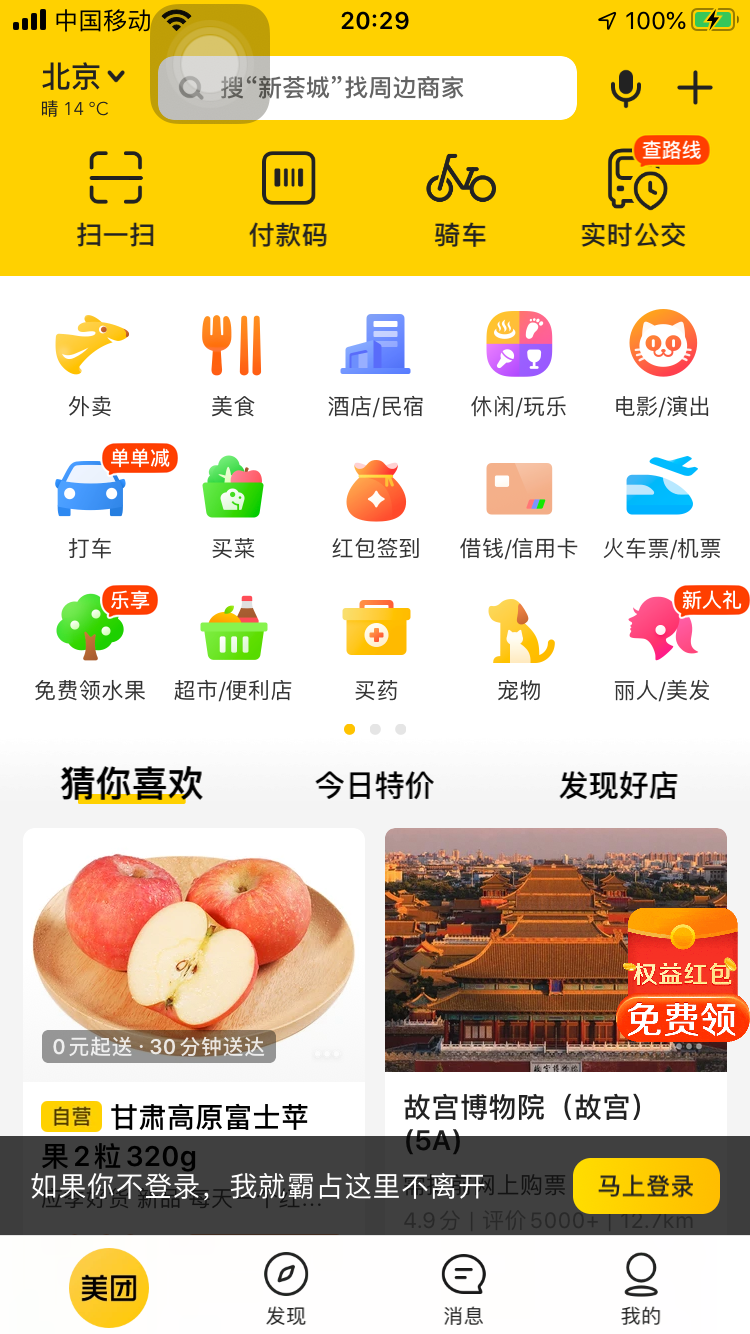 中国移动
20:29
100%
北京
晴 14 °C
搜“新荟城”找周边商家
查路线
扫一扫
付款码
骑车
实时公交
外卖
美食
酒店/民宿
休闲/玩乐
电影/演出
单单减
打车
买菜
红包签到
借钱/信用卡
火车票/机票
乐享
新人礼
免费领水果
超市/便利店
买药
宠物
丽人/美发
猜你喜欢
今日特价
发现好店
0元起送 · 30分钟送达
权益红包
免费领
故宫博物院
自营 甘肃高原富士苹
果2粒320g
应季好货 新品 每天一个红...
故宫博物院（故宫）
(5A)
网上购票
4.9分 | 评价5000+ | 12.7km
如果你不登录，我就霸占这里不离开
马上登录
美团
发现
消息
我的